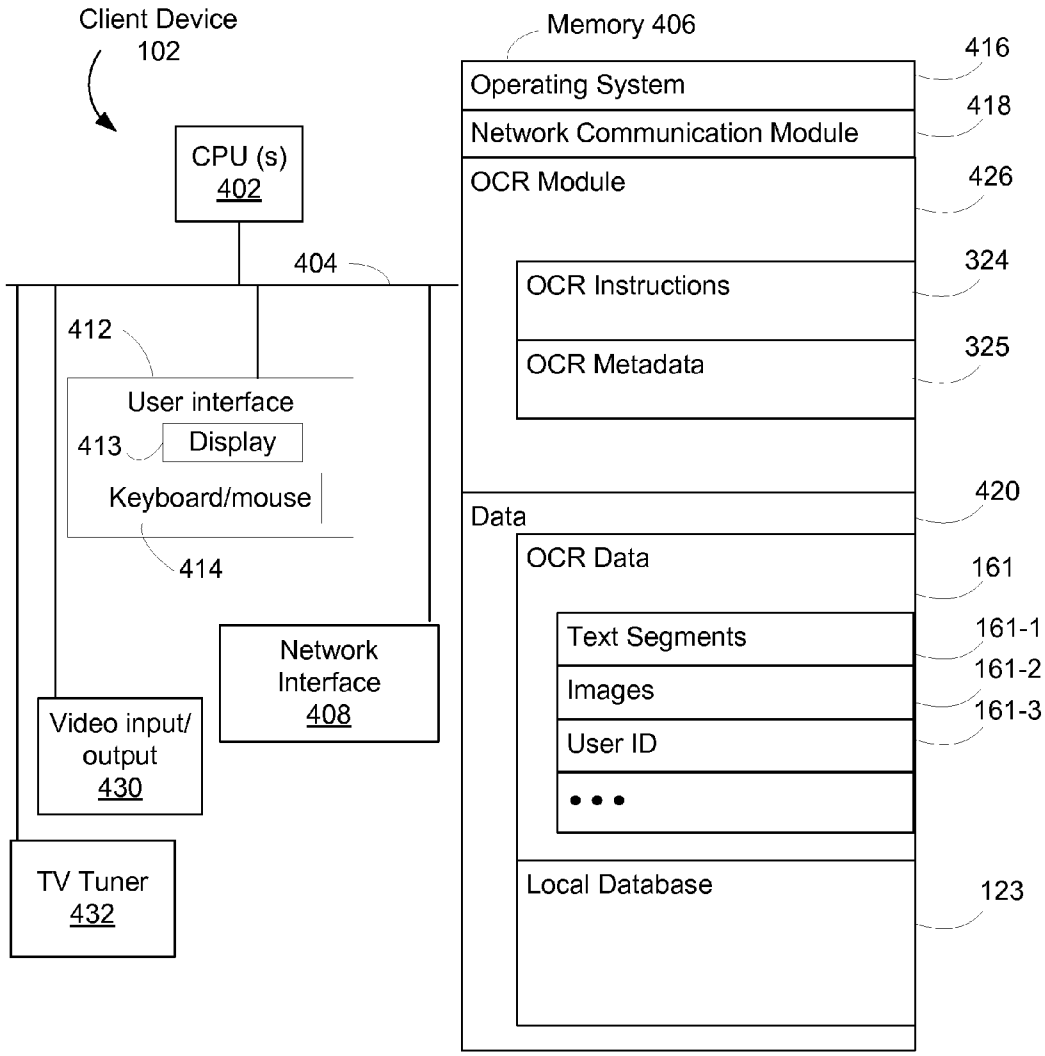 Client Device
102
CPU (s)
402
404
412
User interface
413
Display
Keyboard/mouse
414
Network
Interface
408
Video input/
output
430
TV Tuner
432
Memory 406
Operating System
416
Network Communication Module
418
OCR Module
426
OCR Instructions
324
OCR Metadata
325
Data
420
OCR Data
161
Text Segments
161-1
Images
161-2
User ID
161-3
• • •
Local Database
123